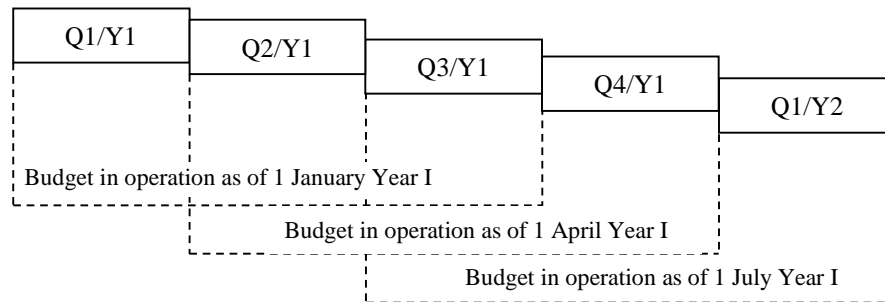 Q1/Y1
Q2/Y1
Q3/Y1
Q4/Y1
Q1/Y2
Budget in operation as of 1 January Year I
Budget in operation as of 1 April Year I
Budget in operation as of 1 July Year I